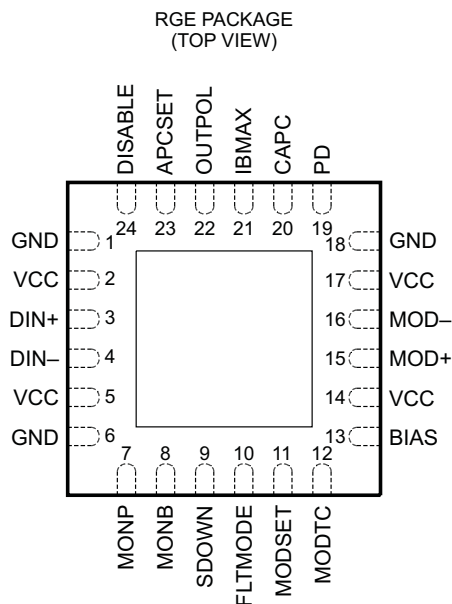 RGE PACKAGE
(TOP VIEW)
DISABLE
APCSET
OUTPOL
IBMAX
CAPC
PD
24 23 22 21 20 19
GND 1 18 GND
VCC 2 17 VCC
DIN+ 3 16 MOD–
DIN– 4 15 MOD+
VCC 5 14 VCC
GND 6 13 BIAS
7 8 9 10 11 12
MONP
MONB
SDOWN
FLTMODE
MODSET
MODTC